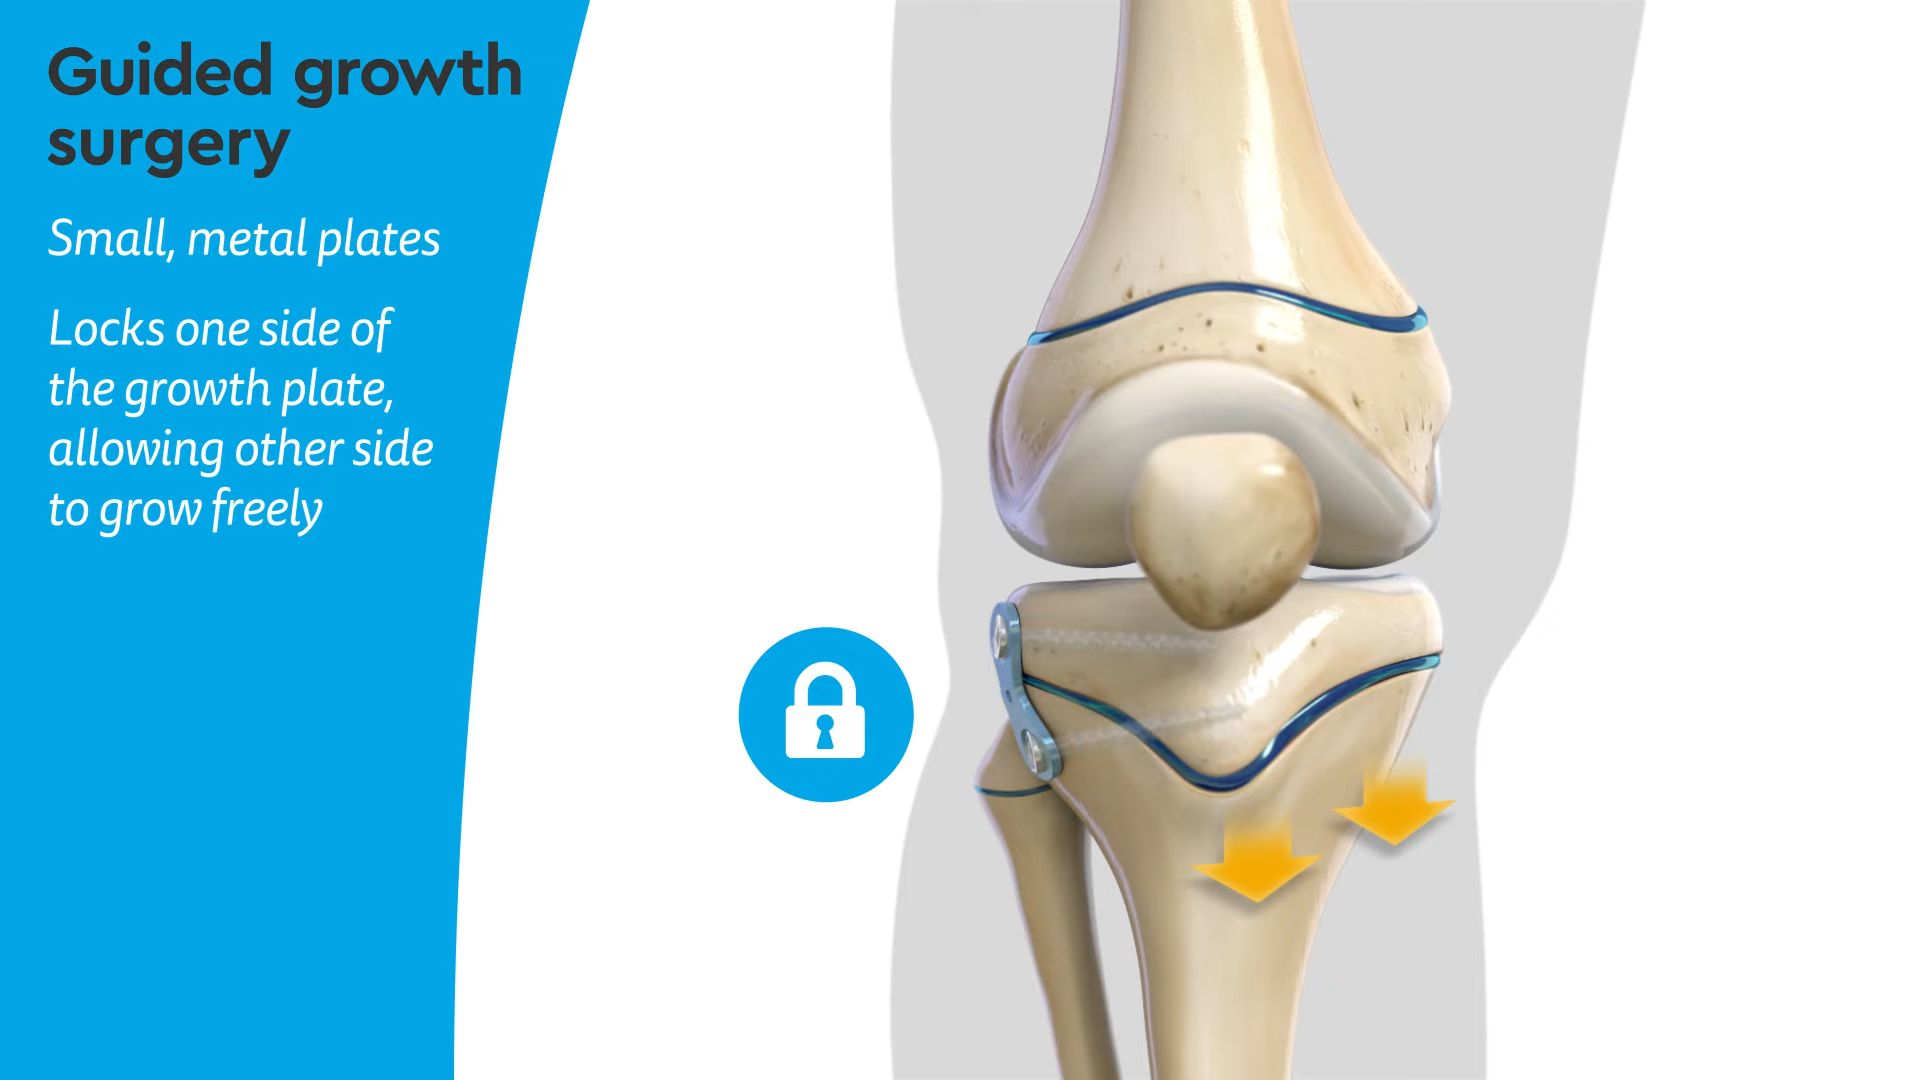 Guided growth
surgery
Small, metal plates
Locks one side of
the growth plate,
allowing other side
to grow freely